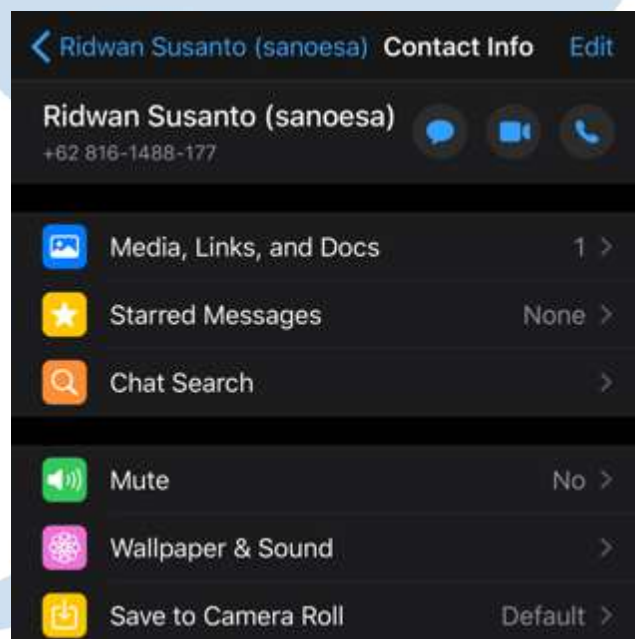 Ridwan Susanto (sanoesa) Contact Info Edit
Ridwan Susanto (sanoesa)
+62 816-1488-177
Media, Links, and Docs 1
Starred Messages None
Chat Search
Mute No
Wallpaper & Sound
Save to Camera Roll Default